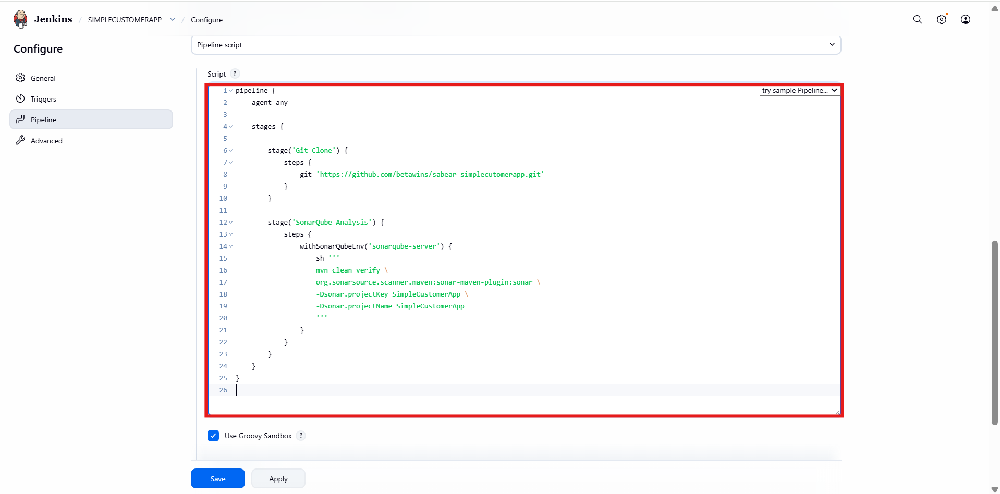 Jenkins / SIMPLECUSTOMERAPP / Configure
Configure
General
Triggers
Pipeline
Advanced
Pipeline script
Script ?
try sample Pipeline...
1 pipeline {
2     agent any
3
4     stages {
5
6         stage('Git Clone') {
7             steps {
8                 git 'https://github.com/betawins/sabear_simplecutomerapp.git'
9             }
10         }
11
12         stage('SonarQube Analysis') {
13             steps {
14                 withSonarQubeEnv('sonarqube-server') {
15                     sh '''
16                     mvn clean verify \
17                     org.sonarsource.scanner.maven:sonar-maven-plugin:sonar \
18                     -Dsonar.projectKey=SimpleCustomerApp \
19                     -Dsonar.projectName=SimpleCustomerApp
20                     '''
21                 }
22             }
23         }
24     }
25 }
26
Use Groovy Sandbox ?
Save
Apply